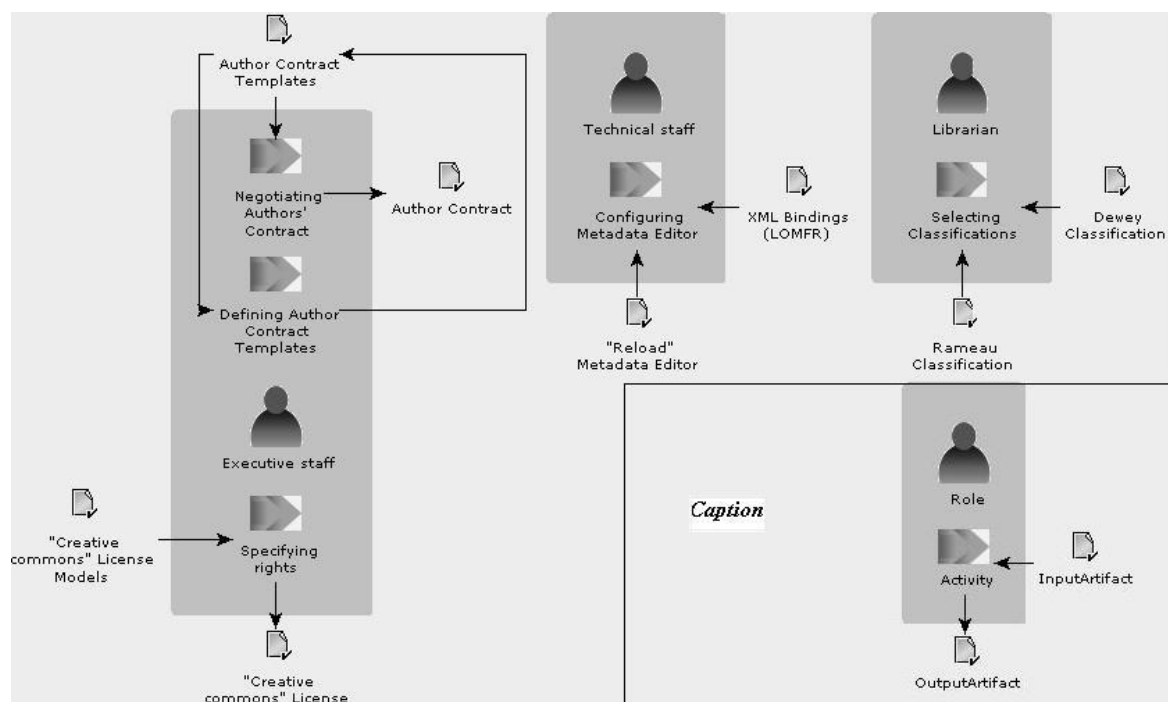 Author Contract
Templates
Negotiating
Authors'
Contract
Author Contract
Defining Author
Contract
Templates
Executive staff
"Creative
commons" License
Models
Specifying
rights
"Creative
commons" License
Technical staff
Configuring
Metadata Editor
XML Bindings
(LOMFR)
"Reload"
Metadata Editor
Librarian
Selecting
Classifications
Dewey
Classification
Rameau
Classification
Caption
Role
Activity
InputArtifact
OutputArtifact